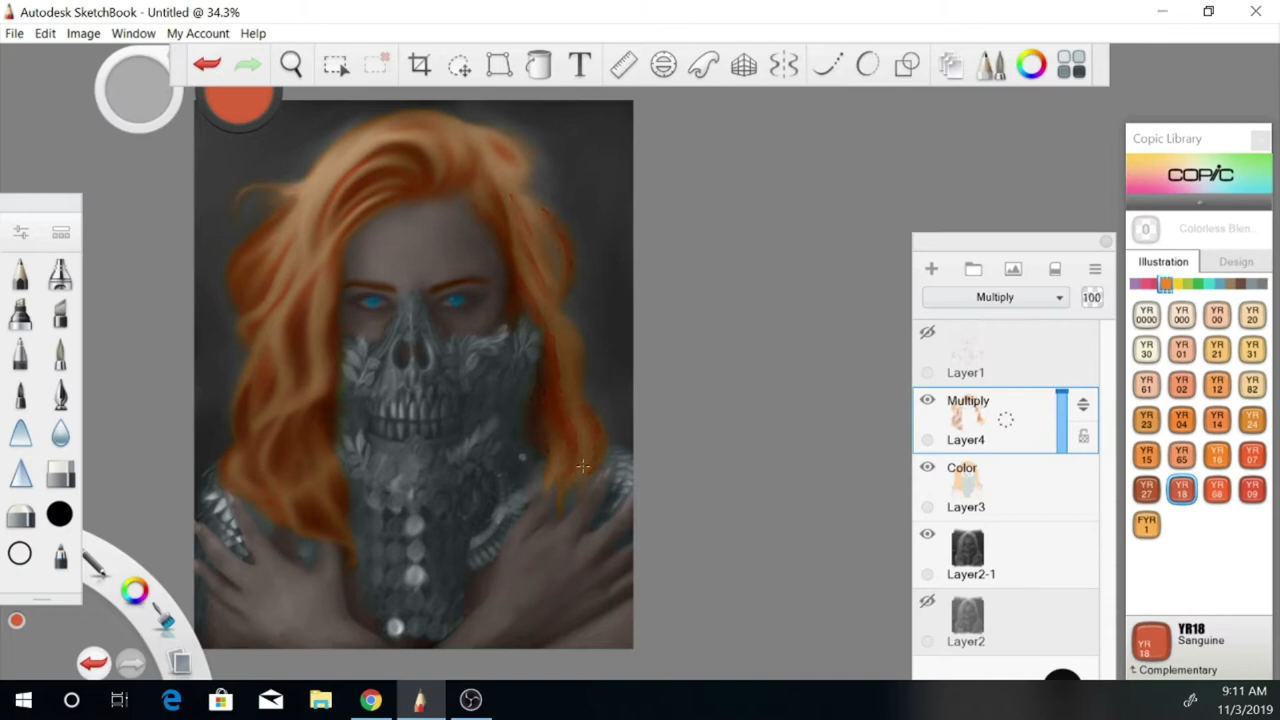 Autodesk SketchBook - Untitled @ 34.3%
File Edit Image Window My Account Help
T
Copic Library
COPIC
0 Colorless Blen...
Illustration Design
YR 0000 YR 000 YR 00 YR 20
YR 30 YR 01 YR 21 YR 31
YR 61 YR 02 YR 12 YR 82
YR 23 YR 04 YR 14 YR 24
YR 15 YR 65 YR 16 YR 07
YR 27 YR 18 YR 68 YR 09
FYR 1
YR 18
YR18
Sanguine
Complementary
Multiply 100
Layer1
Multiply
Layer4
Color
Layer3
Layer2-1
Layer2
9:11 AM
11/3/2019